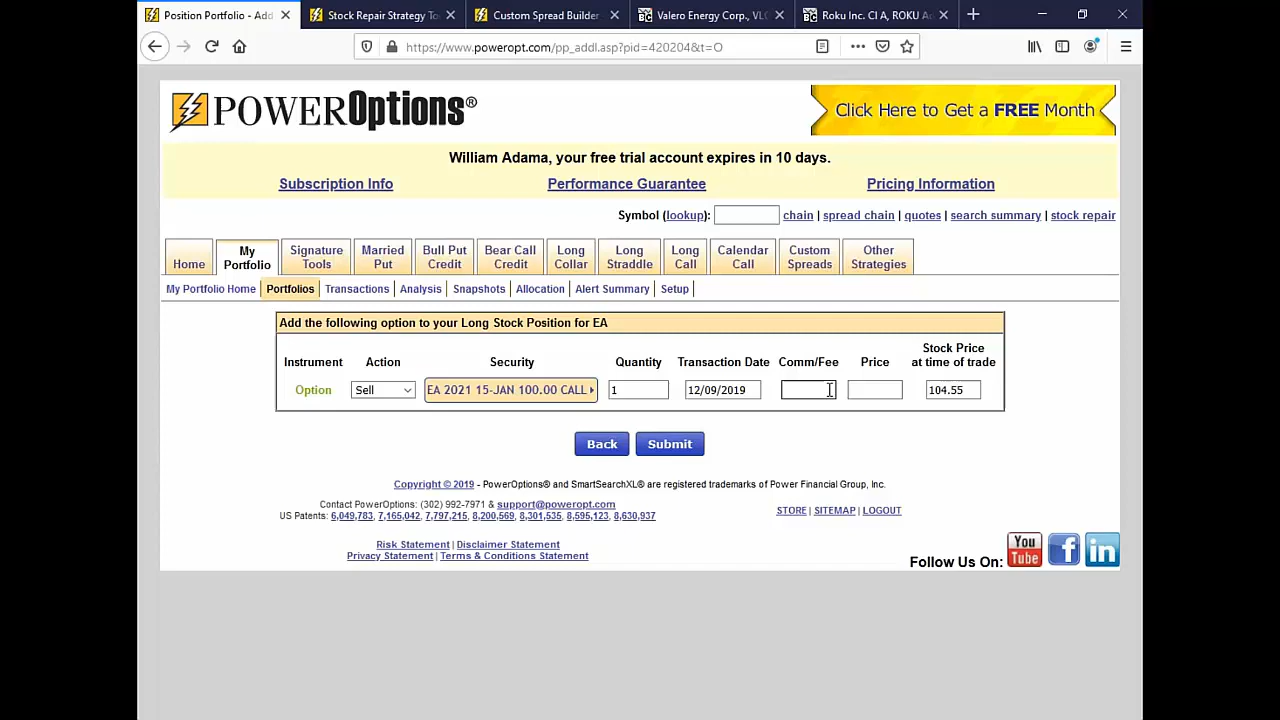 Position Portfolio - Ad
Stock Repair Strategy To
Custom Spread Builder
Valero Energy Corp., VLO
Roku Inc. Cl A, ROKU A
https://www.poweropt.com/pp_addl.asp?pid=420204&t=O
POWEROptions®
Click Here to Get a FREE Month
William Adama, your free trial account expires in 10 days.
Subscription Info
Performance Guarantee
Pricing Information
Symbol (lookup):
chain | spread chain | quotes | search summary | stock repair
Home
My Portfolio
Signature Tools
Married Put
Bull Put Credit
Bear Call Credit
Long Collar
Long Straddle
Long Call
Calendar Call
Custom Spreads
Other Strategies
My Portfolio Home | Portfolios | Transactions | Analysis | Snapshots | Allocation | Alert Summary | Setup |
Add the following option to your Long Stock Position for EA
Instrument Action Security Quantity Transaction Date Comm/Fee Price Stock Price at time of trade
Option Sell EA 2021 15-JAN 100.00 CALL 1 12/09/2019 104.55
Back Submit
Copyright © 2019 - PowerOptions® and SmartSearchXL® are registered trademarks of Power Financial Group, Inc.
Contact PowerOptions: (302) 992-7971 & support@poweropt.com
US Patents: 6,049,783, 7,165,042, 7,797,215, 8,200,569, 8,301,535, 8,595,123, 8,630,937
STORE | SITEMAP | LOGOUT
Risk Statement | Disclaimer Statement
Privacy Statement | Terms & Conditions Statement
Follow Us On: You Tube f in